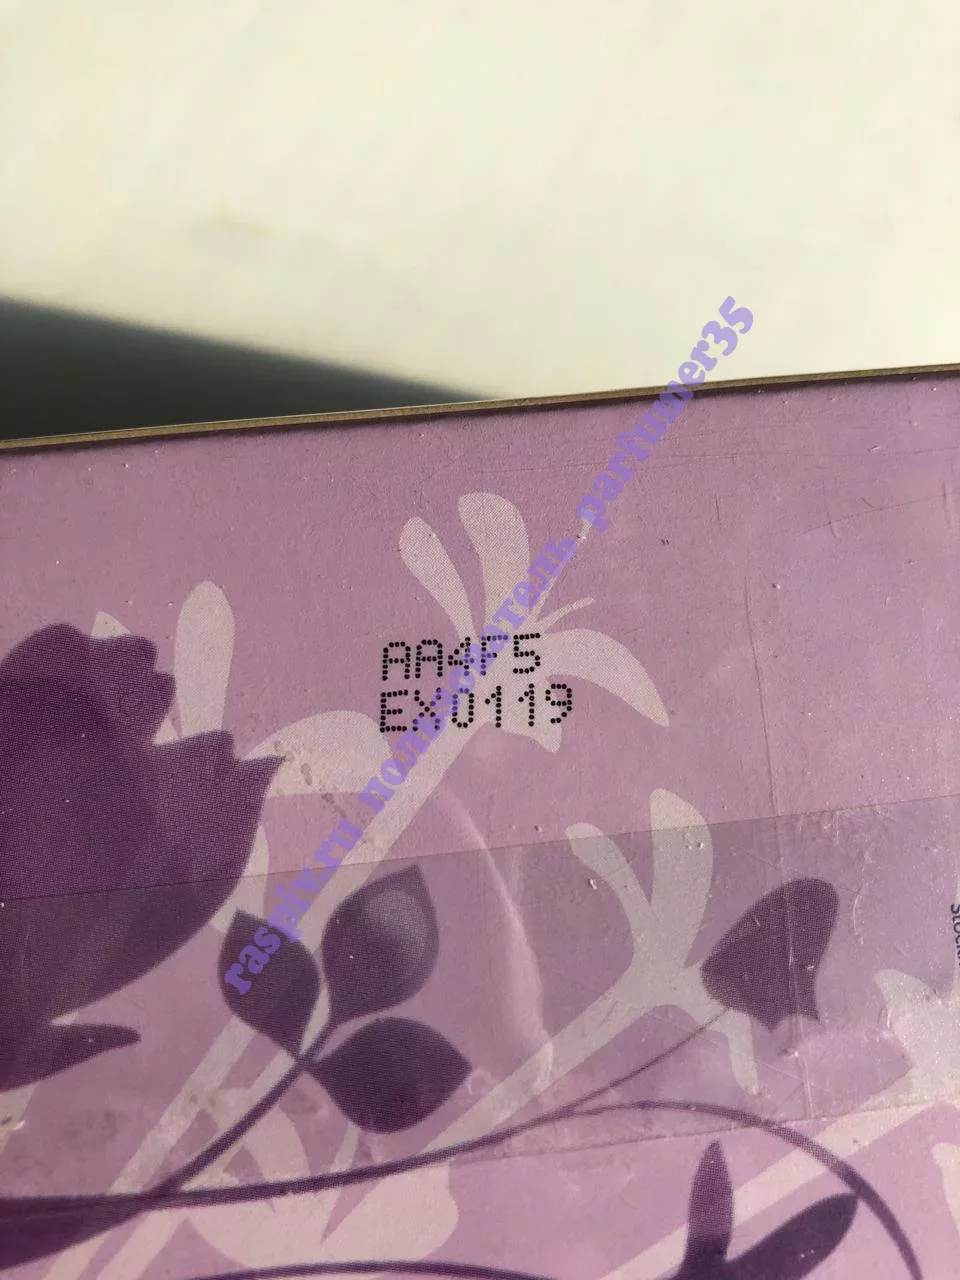 AA4F5
EX0119
raspiv.ru пользователь parfumer35